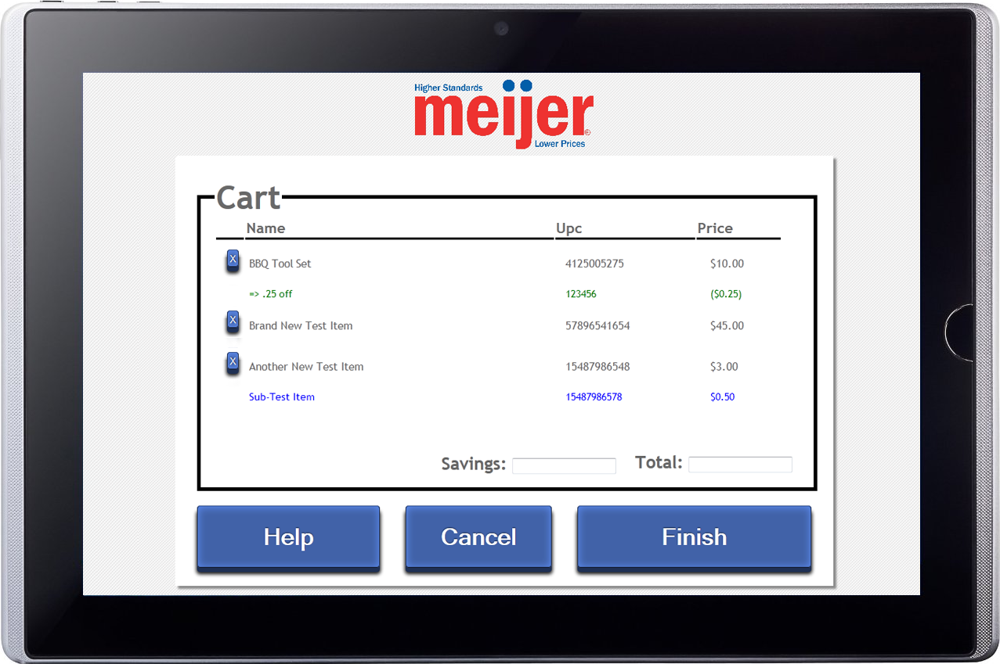 Higher Standards
meijer
Lower Prices
Cart
Name Upc Price
X BBQ Tool Set 4125005275 $10.00
=> .25 off 123456 ($0.25)
X Brand New Test Item 57896541654 $45.00
X Another New Test Item 15487986548 $3.00
Sub-Test Item 15487986578 $0.50
Savings: Total:
Help Cancel Finish